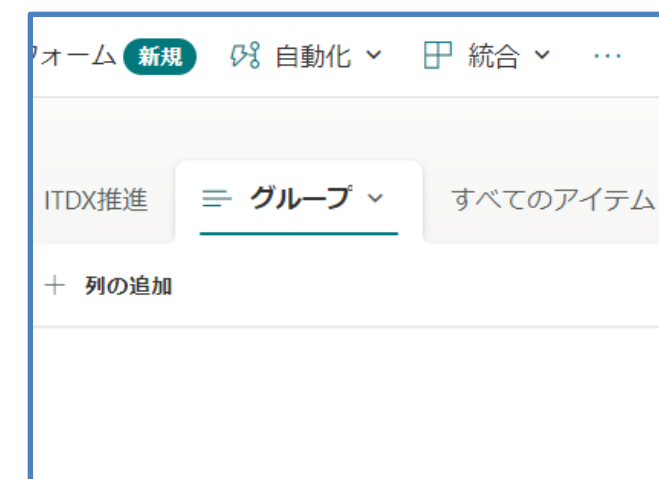 フォーム 新規 自動化 統合 …
ITDX推進 グループ すべてのアイテム
＋ 列の追加